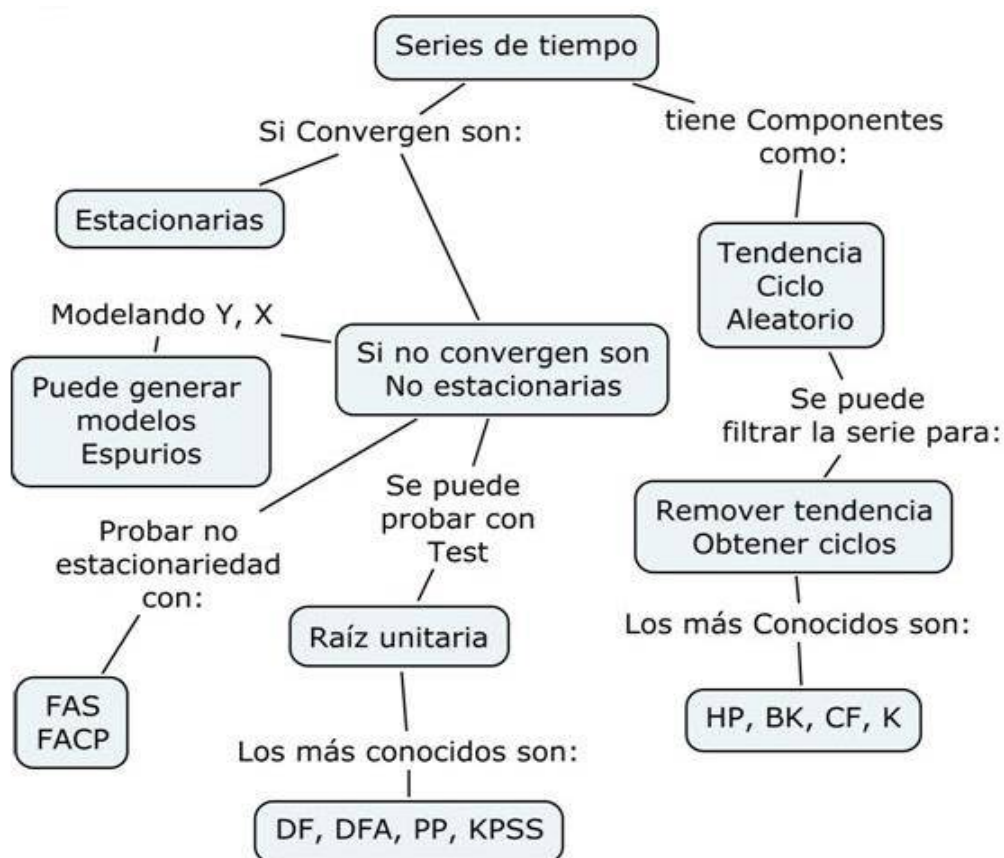 Series de tiempo
Si Convergen son:
tiene Componentes
como:
Estacionarias
Tendencia
Ciclo
Aleatorio
Modelando Y, X
Si no convergen son
No estacionarias
Puede generar
modelos
Espurios
Se puede
filtrar la serie para:
Se puede
probar con
Test
Probar no
estacionariedad
con:
Remover tendencia
Obtener ciclos
Raíz unitaria
Los más Conocidos son:
FAS
FACP
HP, BK, CF, K
Los más conocidos son:
DF, DFA, PP, KPSS